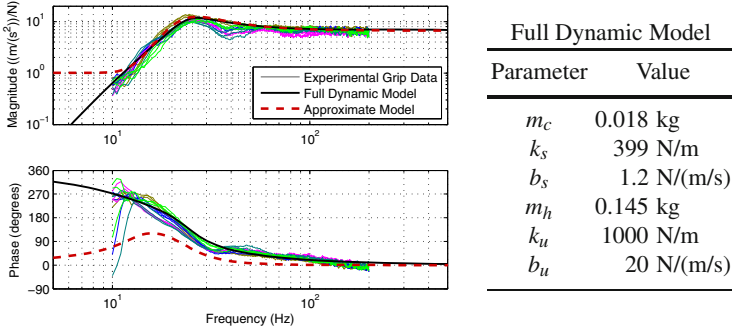 Magnitude ((m/(s²))/N)
10²
10¹
10⁰
10⁻¹
Experimental Grip Data
Full Dynamic Model
Approximate Model
10¹
10²
Phase (degrees)
360
270
180
90
0
−90
10¹
10²
Frequency (Hz)
Full Dynamic Model
Parameter Value
m_c 0.018 kg
k_s 399 N/m
b_s 1.2 N/(m/s)
m_h 0.145 kg
k_u 1000 N/m
b_u 20 N/(m/s)